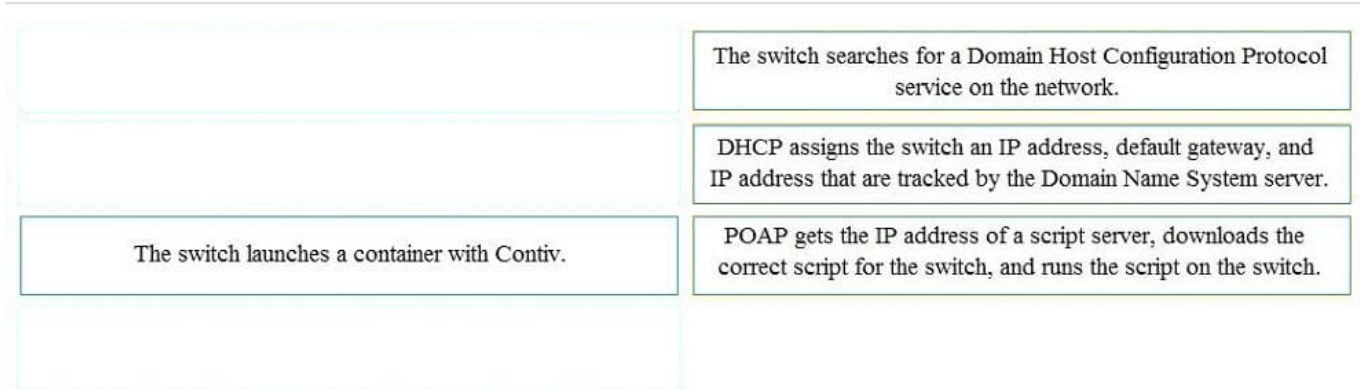 The switch searches for a Domain Host Configuration Protocol
service on the network.
DHCP assigns the switch an IP address, default gateway, and
IP address that are tracked by the Domain Name System server.
The switch launches a container with Contiv.
POAP gets the IP address of a script server, downloads the
correct script for the switch, and runs the script on the switch.